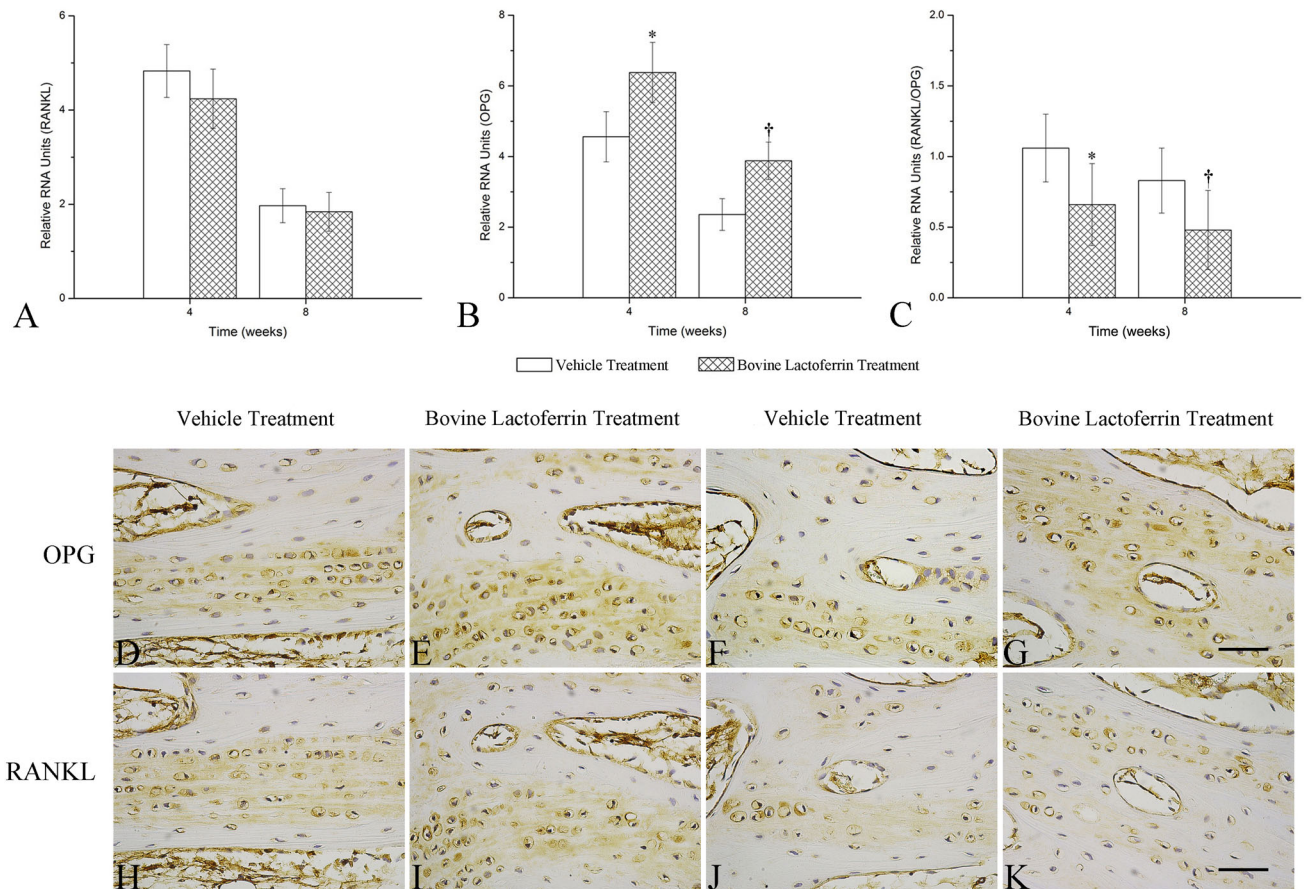 6
4
2
0
Relative RNA Units (RANKL)
4
8
Time (weeks)
A
8
6
4
2
0
Relative RNA Units (OPG)
*
†
4
8
Time (weeks)
B
2.0
1.5
1.0
0.5
0.0
Relative RNA Units (RANKL/OPG)
*
†
4
8
Time (weeks)
C
Vehicle Treatment
Bovine Lactoferrin Treatment
Vehicle Treatment
Bovine Lactoferrin Treatment
Vehicle Treatment
Bovine Lactoferrin Treatment
OPG
D
E
F
G
RANKL
H
I
J
K